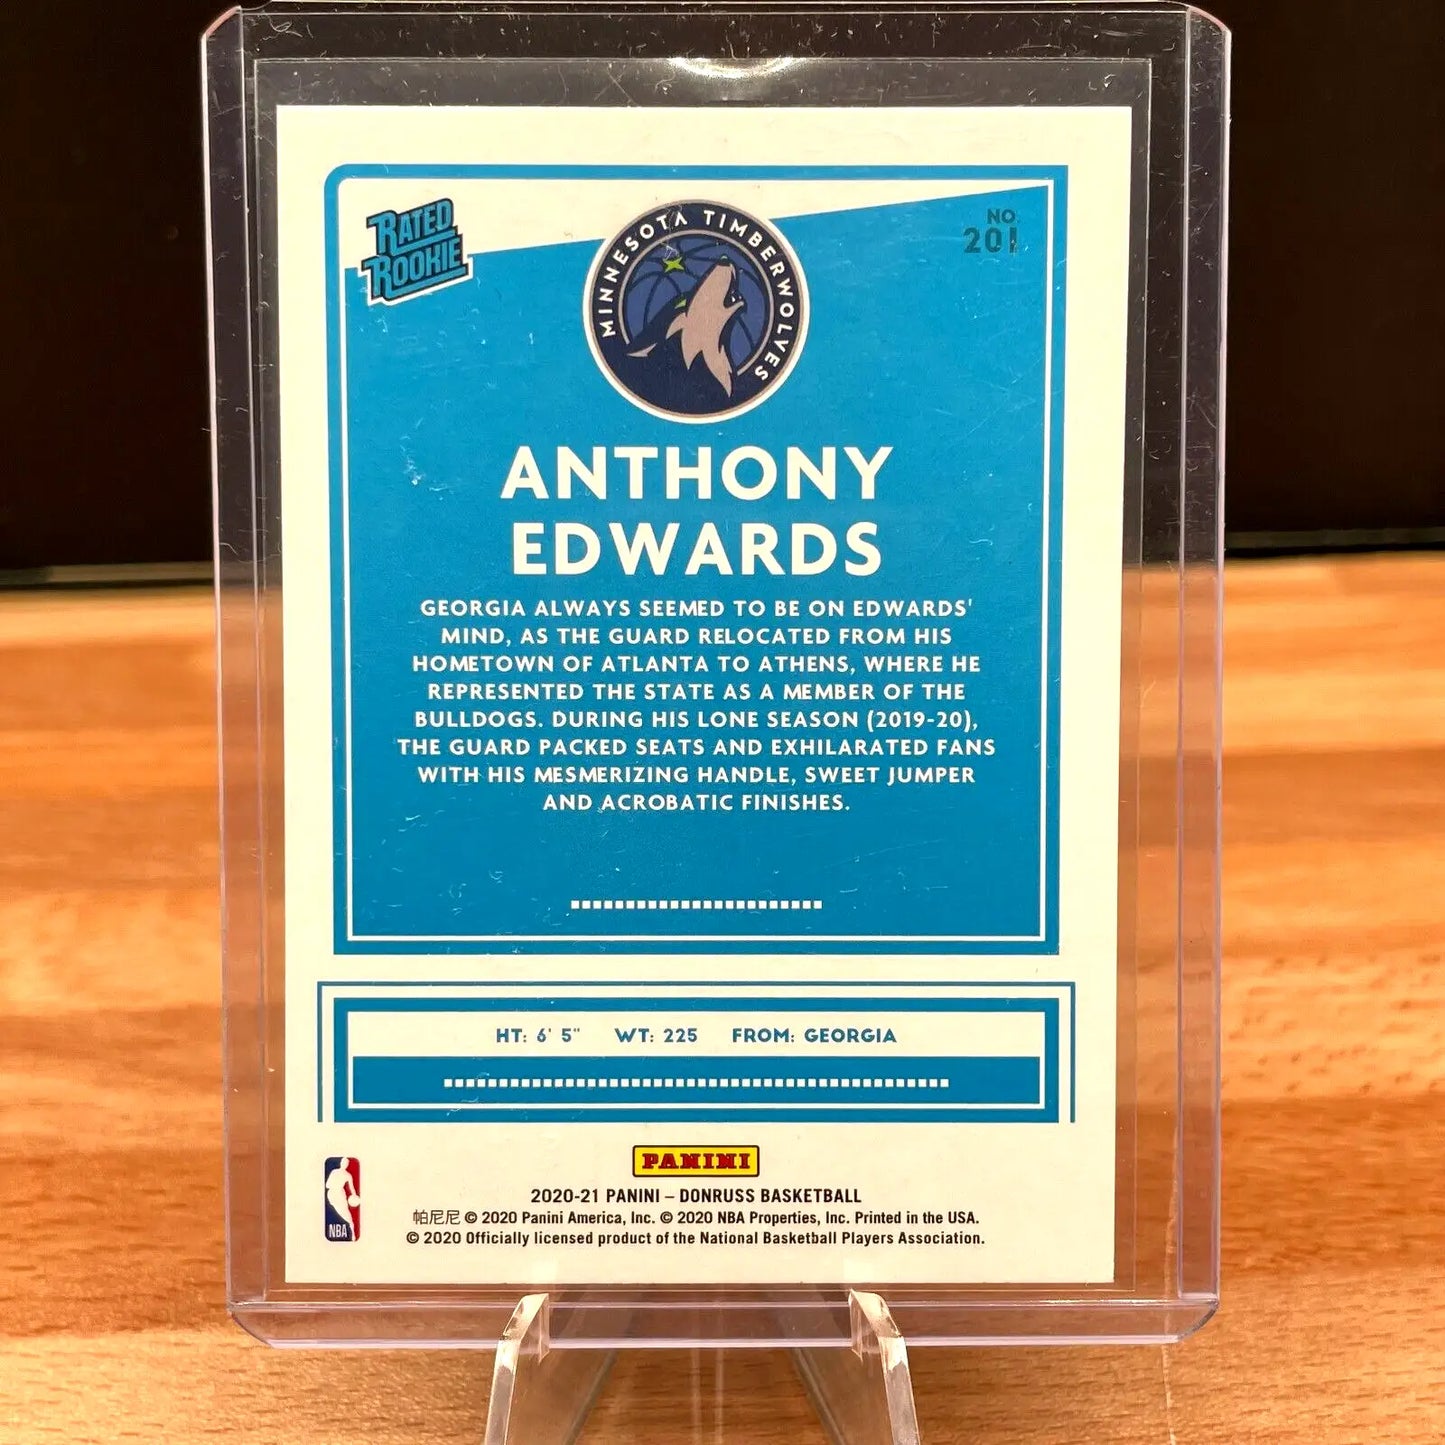 RATED
ROOKIE
MINNESOTA TIMBERWOLVES
NO.
201
ANTHONY
EDWARDS
GEORGIA ALWAYS SEEMED TO BE ON EDWARDS'
MIND, AS THE GUARD RELOCATED FROM HIS
HOMETOWN OF ATLANTA TO ATHENS, WHERE HE
REPRESENTED THE STATE AS A MEMBER OF THE
BULLDOGS. DURING HIS LONE SEASON (2019-20),
THE GUARD PACKED SEATS AND EXHILARATED FANS
WITH HIS MESMERIZING HANDLE, SWEET JUMPER
AND ACROBATIC FINISHES.
HT: 6' 5" WT: 225 FROM: GEORGIA
PANINI
NBA
2020-21 PANINI – DONRUSS BASKETBALL
帕尼尼 © 2020 Panini America, Inc. © 2020 NBA Properties, Inc. Printed in the USA.
© 2020 Officially licensed product of the National Basketball Players Association.